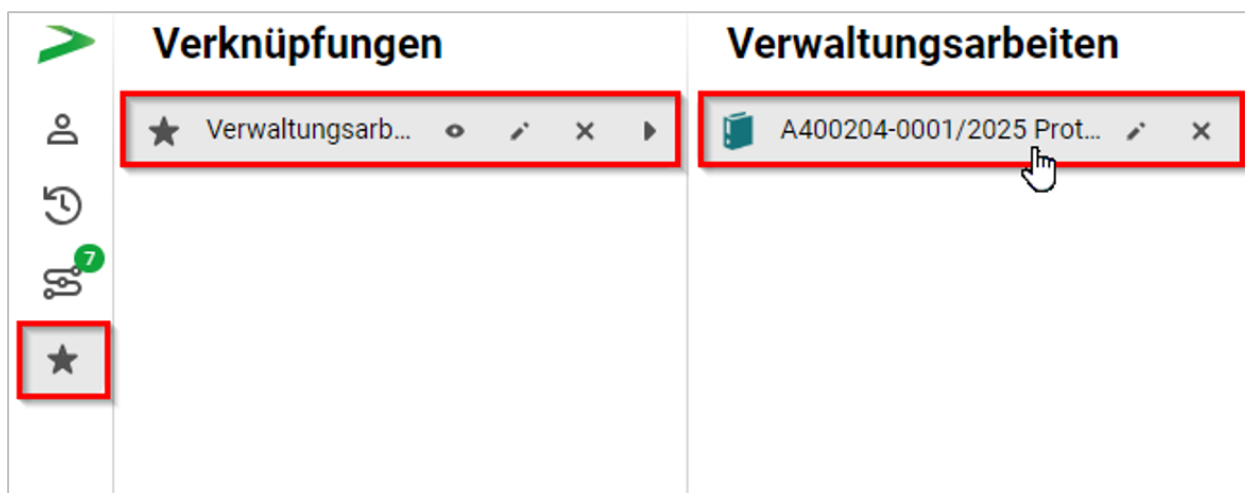 Verknüpfungen
Verwaltungsarbeiten
Verwaltungsarb...
A400204-0001/2025 Prot...
7